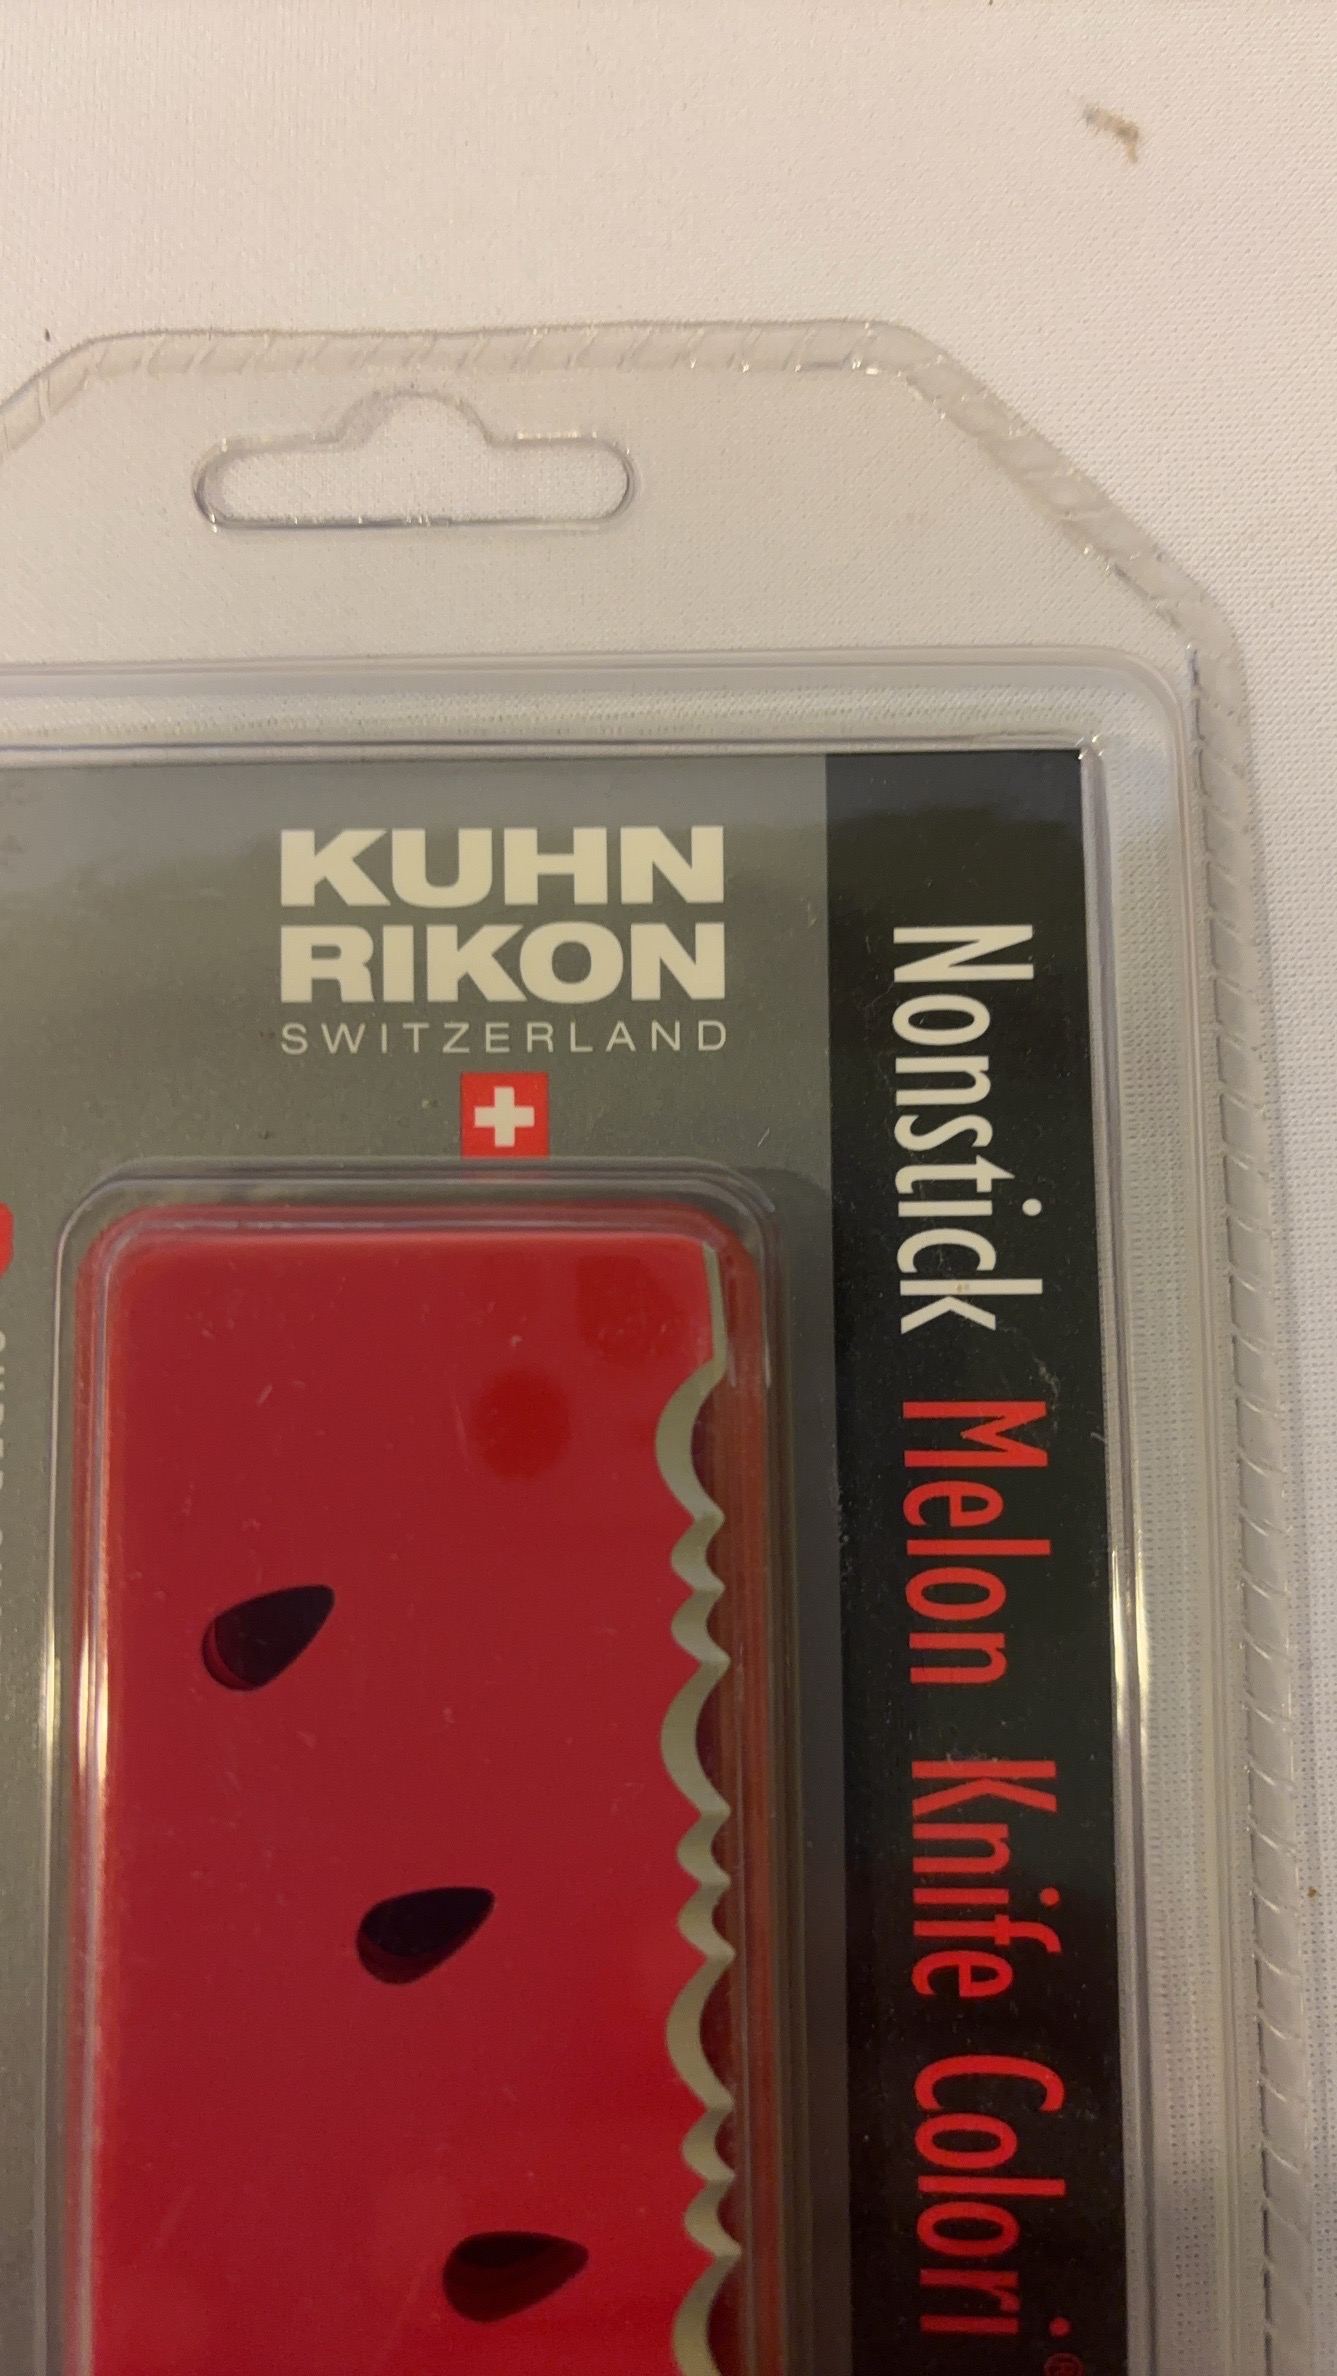 KUHN
RIKON
SWITZERLAND
Nonstick Melon Knife Colori®